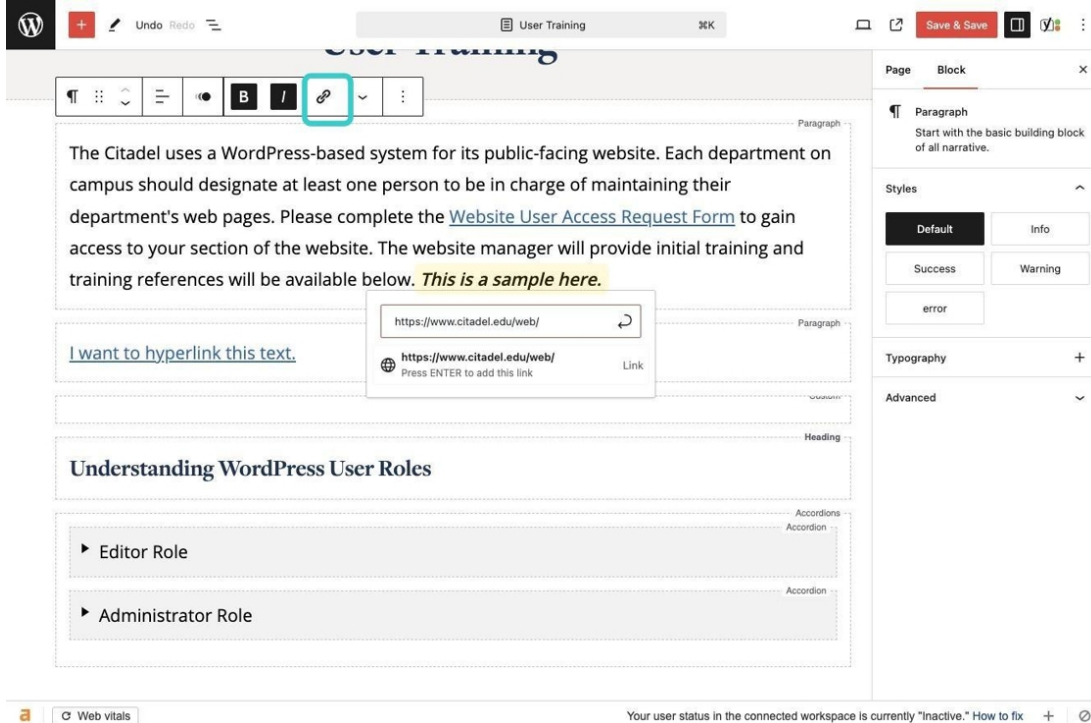 Undo Redo
User Training
⌘K
Save & Save
User Training
Page Block
B I
Paragraph
Paragraph
Start with the basic building block
of all narrative.
The Citadel uses a WordPress-based system for its public-facing website. Each department on
campus should designate at least one person to be in charge of maintaining their
department's web pages. Please complete the Website User Access Request Form to gain
access to your section of the website. The website manager will provide initial training and
training references will be available below. This is a sample here.
Styles
Default Info
Success Warning
error
https://www.citadel.edu/web/
Paragraph
I want to hyperlink this text.
https://www.citadel.edu/web/
Press ENTER to add this link
Link
Typography
Advanced
Custom
Heading
Understanding WordPress User Roles
Accordions
Accordion
Editor Role
Accordion
Administrator Role
a Web vitals
Your user status in the connected workspace is currently "Inactive." How to fix